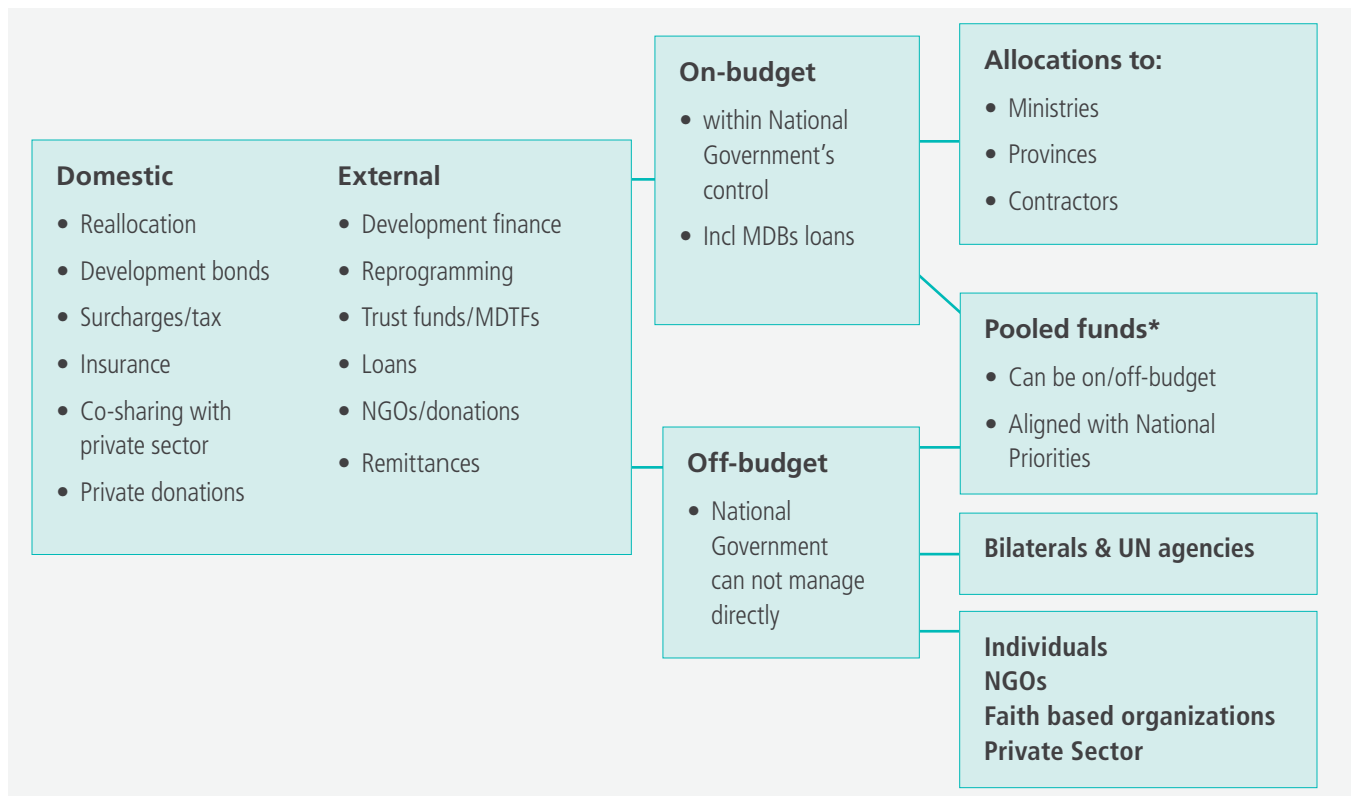 Domestic
• Reallocation
• Development bonds
• Surcharges/tax
• Insurance
• Co-sharing with
private sector
• Private donations
External
• Development finance
• Reprogramming
• Trust funds/MDTFs
• Loans
• NGOs/donations
• Remittances
On-budget
• within National
Government's
control
• Incl MDBs loans
Off-budget
• National
Government
can not manage
directly
Allocations to:
• Ministries
• Provinces
• Contractors
Pooled funds*
• Can be on/off-budget
• Aligned with National
Priorities
Bilaterals & UN agencies
Individuals
NGOs
Faith based organizations
Private Sector